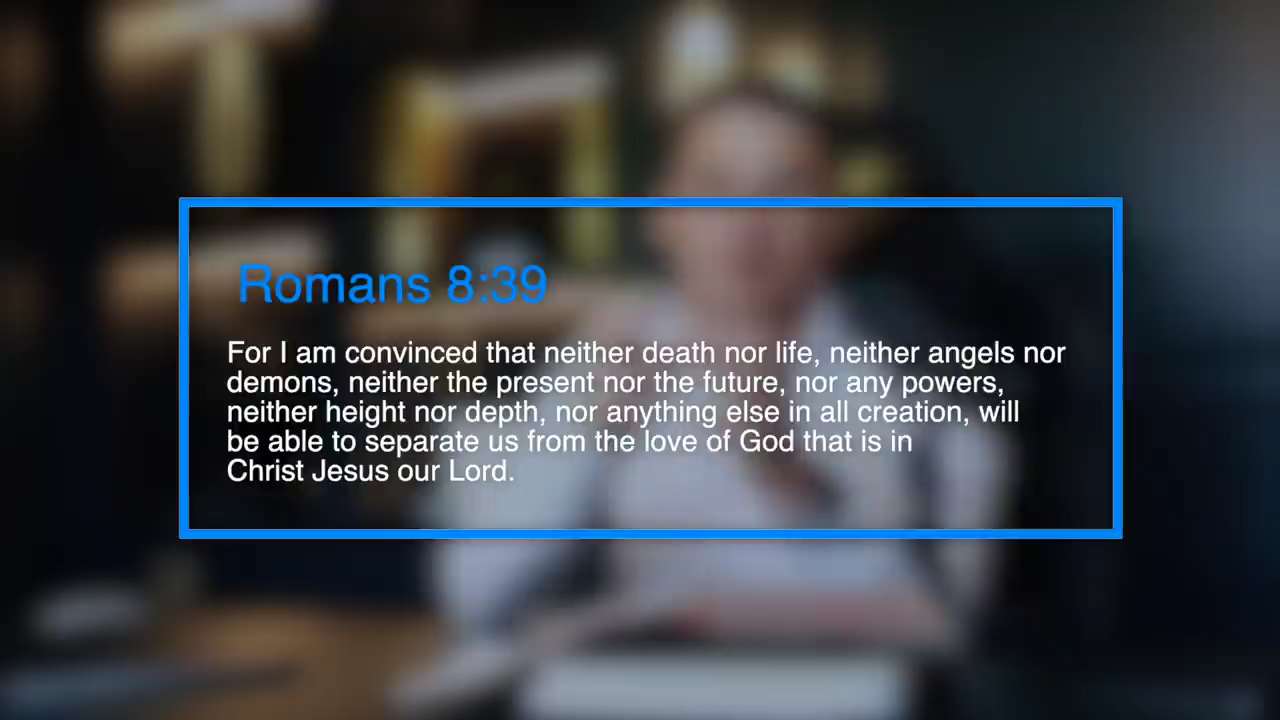 Romans 8:39
For I am convinced that neither death nor life, neither angels nor
demons, neither the present nor the future, nor any powers,
neither height nor depth, nor anything else in all creation, will
be able to separate us from the love of God that is in
Christ Jesus our Lord.